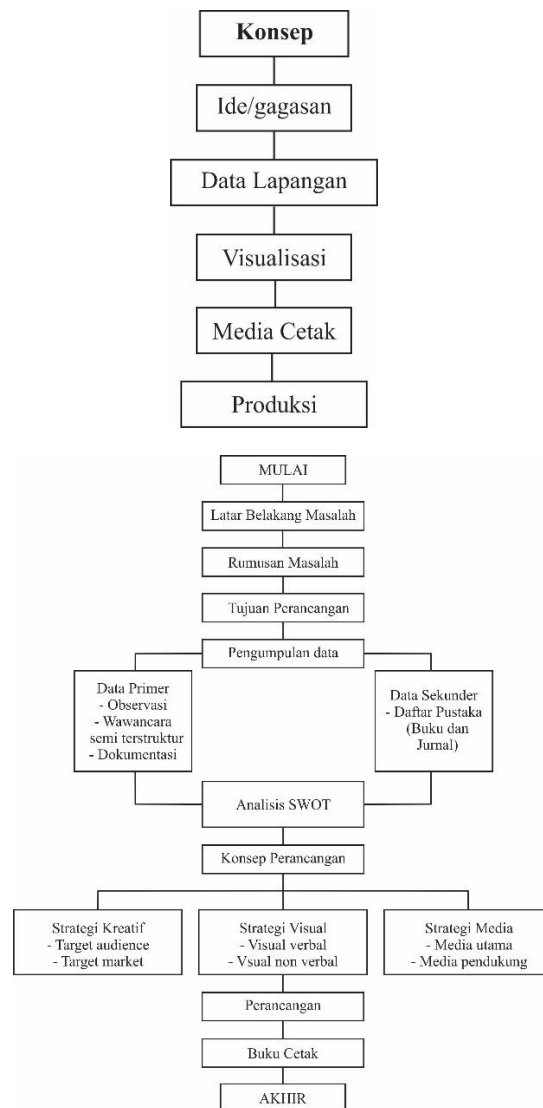 Konsep
Ide/gagasan
Data Lapangan
Visualisasi
Media Cetak
Produksi
MULAI
Latar Belakang Masalah
Rumusan Masalah
Tujuan Perancangan
Pengumpulan data
Data Primer
- Observasi
- Wawancara
semi terstruktur
- Dokumentasi
Data Sekunder
- Daftar Pustaka
(Buku dan
Jurnal)
Analisis SWOT
Konsep Perancangan
Strategi Kreatif
- Target audience
- Target market
Strategi Visual
- Visual verbal
- Vsual non verbal
Strategi Media
- Media utama
- Media pendukung
Perancangan
Buku Cetak
AKHIR